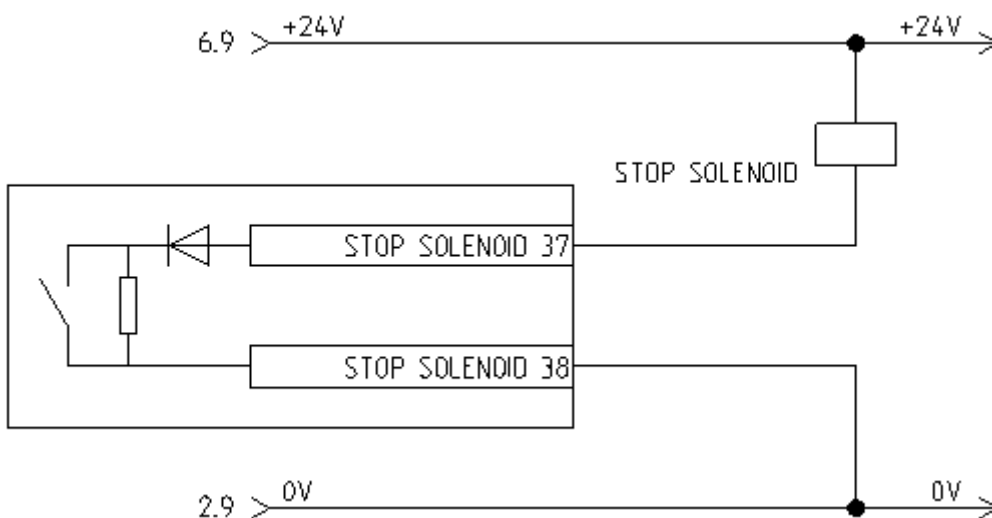 +24V +24V
6.9
STOP SOLENOID
STOP SOLENOID 37
STOP SOLENOID 38
0V 0V
2.9